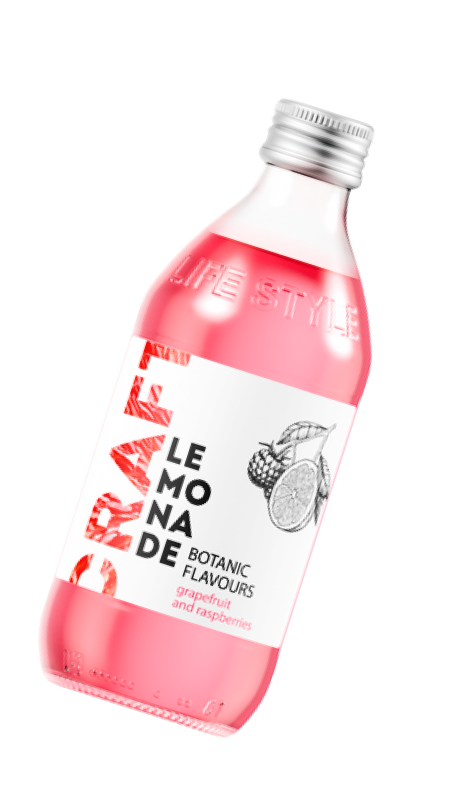 LIFE STYLE
CRAFT
LE
MO
NA
DE
BOTANIC
FLAVOURS
grapefruit
and raspberries